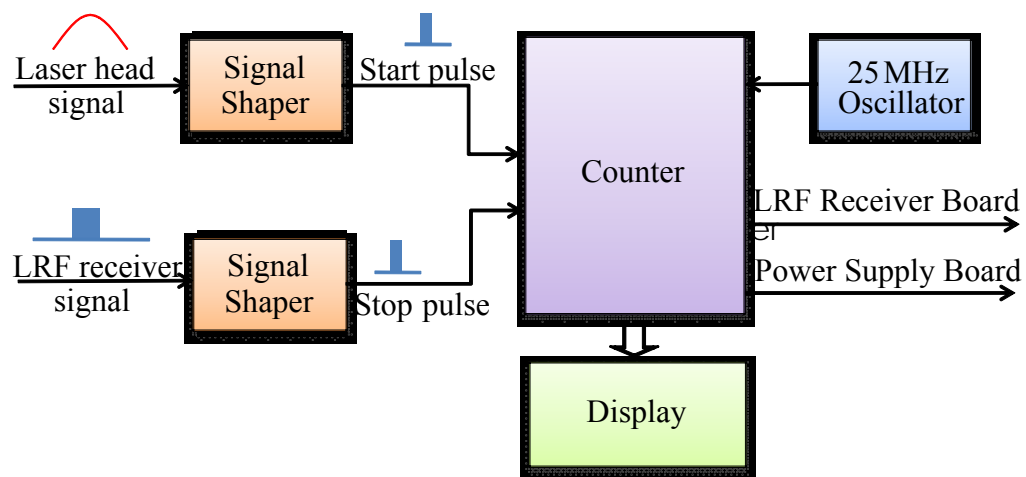 Laser head
signal
Signal
Shaper
Start pulse
25 MHz
Oscillator
Counter
LRF receiver
signal
Signal
Shaper
Stop pulse
LRF Receiver Board
er
Power Supply Board
Display